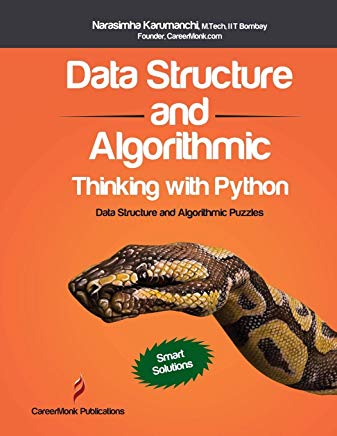 Narasimha Karumanchi, M.Tech, IIT Bombay
Founder, CareerMonk.com
Data Structure
and
Algorithmic
Thinking with Python
Data Structure and Algorithmic Puzzles
Smart
Solutions
CareerMonk Publications